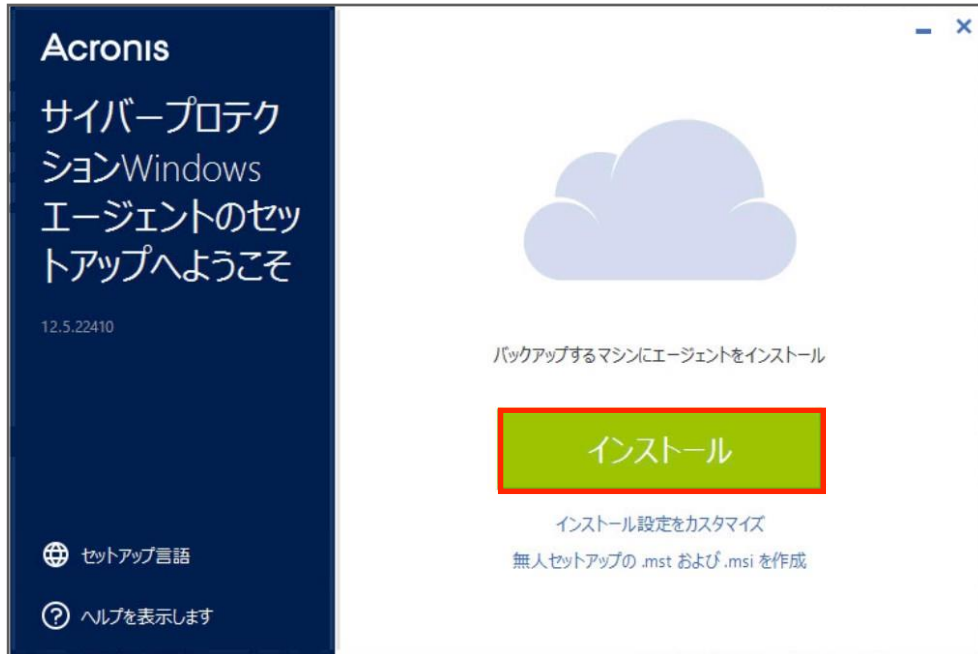 Acronis
サイバープロテク
ションWindows
エージェントのセッ
トアップへようこそ
12.5.22410
セットアップ言語
ヘルプを表示します
バックアップするマシンにエージェントをインストール
インストール
インストール設定をカスタマイズ
無人セットアップの .mst および .msi を作成